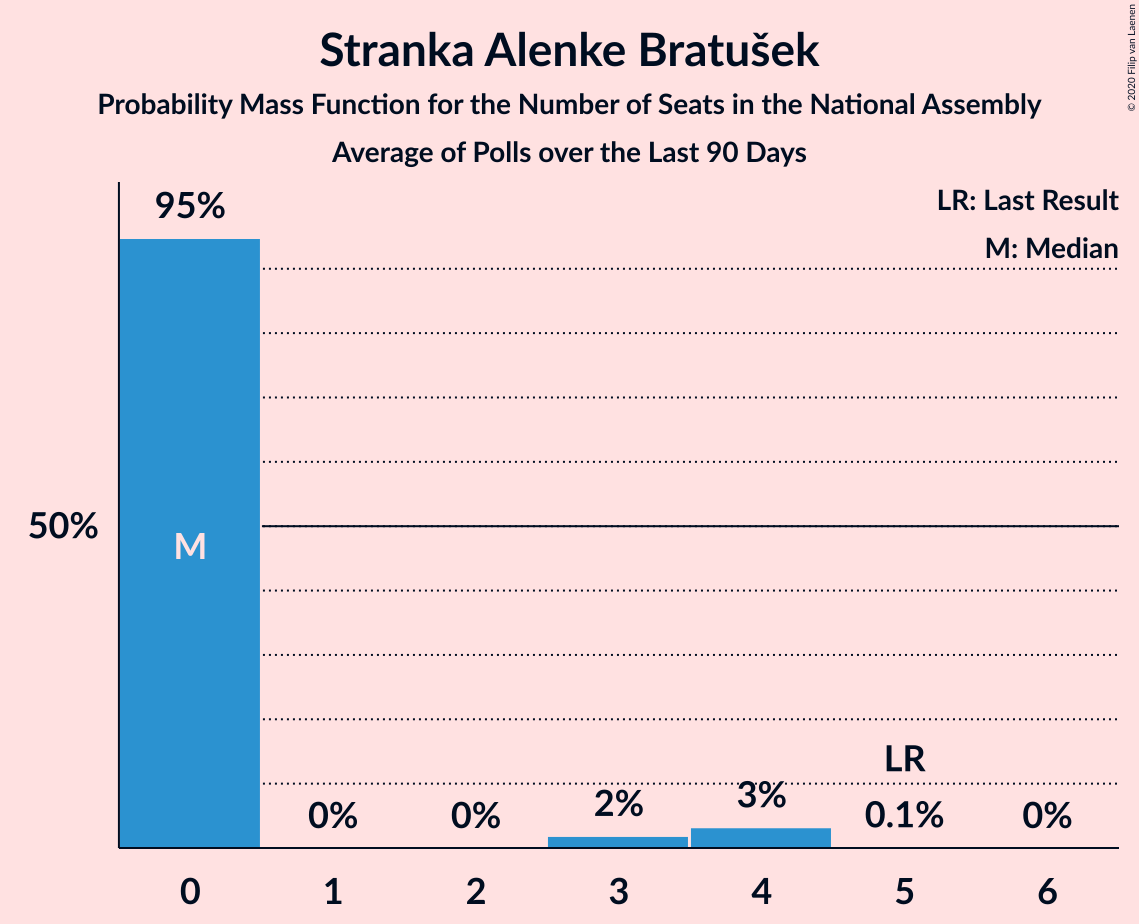 Stranka Alenke Bratušek
Probability Mass Function for the Number of Seats in the National Assembly
Average of Polls over the Last 90 Days
© 2020 Filip van Laenen
LR: Last Result
M: Median
95%
50%
M
LR
0%
0%
2%
3%
0.1%
0%
0
1
2
3
4
5
6